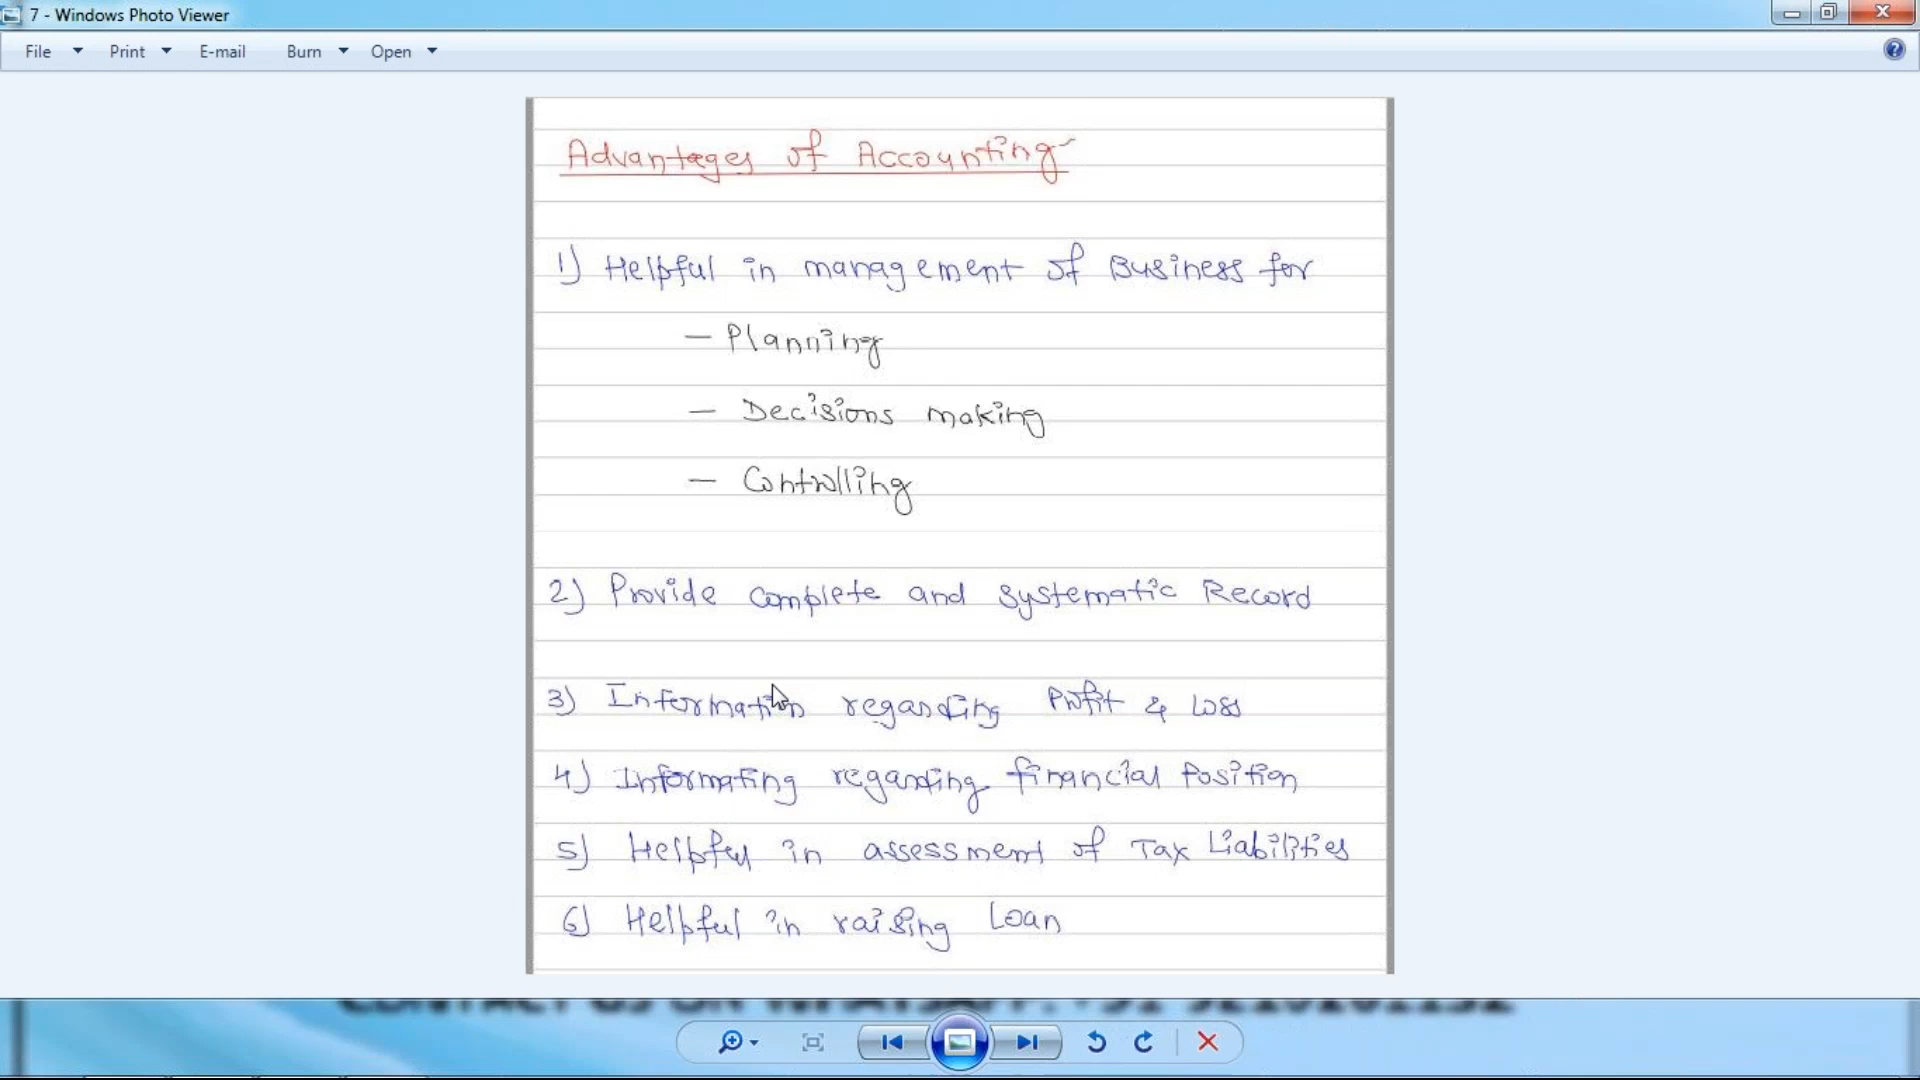 7 - Windows Photo Viewer
File Print E-mail Burn Open
Advantages of Accounting
1) Helpful in management of Business for
— Planning
— Decisions making
— Controlling
2) Provide complete and systematic Record
3) Information regarding Profit & Loss
4) Informating regarding financial Position
5) Helpful in assessment of Tax Liabilities
6) Helpful in raising Loan